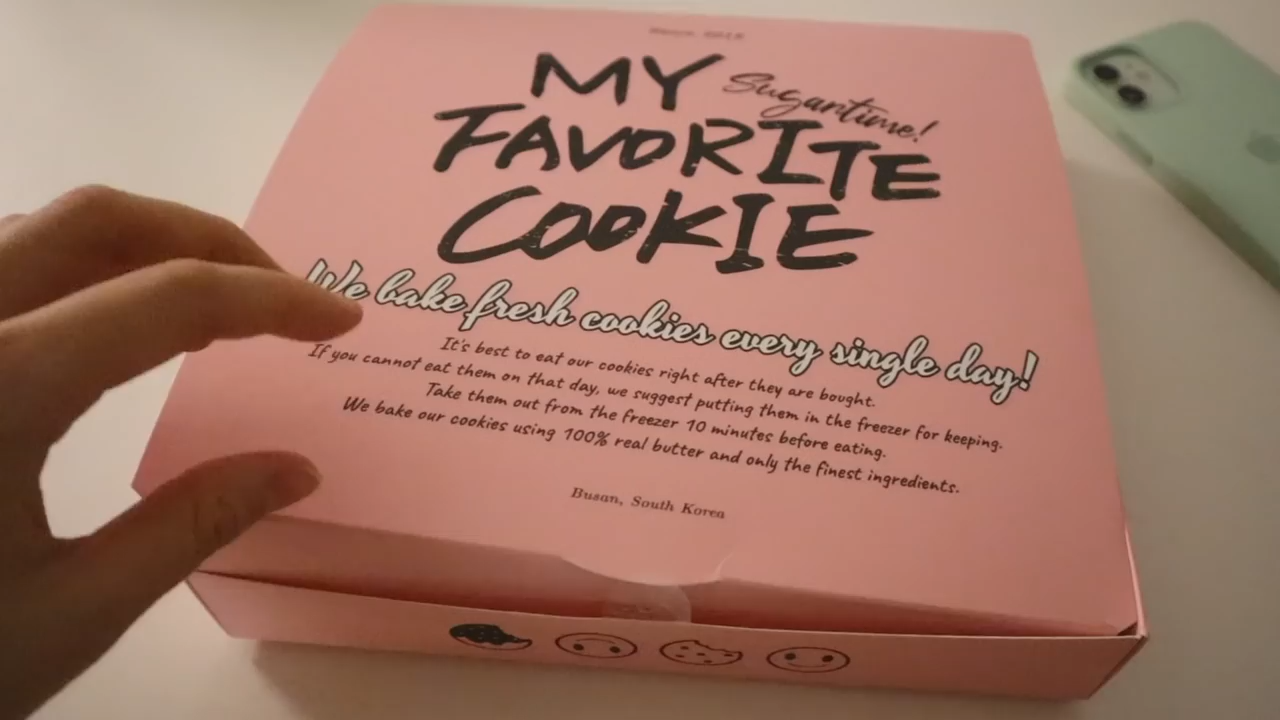 MY
Sugartime!
FAVORITE
COOKIE
We bake fresh cookies every single day!
It's best to eat our cookies right after they are bought.
If you cannot eat them on that day, we suggest putting them in the freezer for keeping.
Take them out from the freezer 10 minutes before eating.
We bake our cookies using 100% real butter and only the finest ingredients.
Busan, South Korea